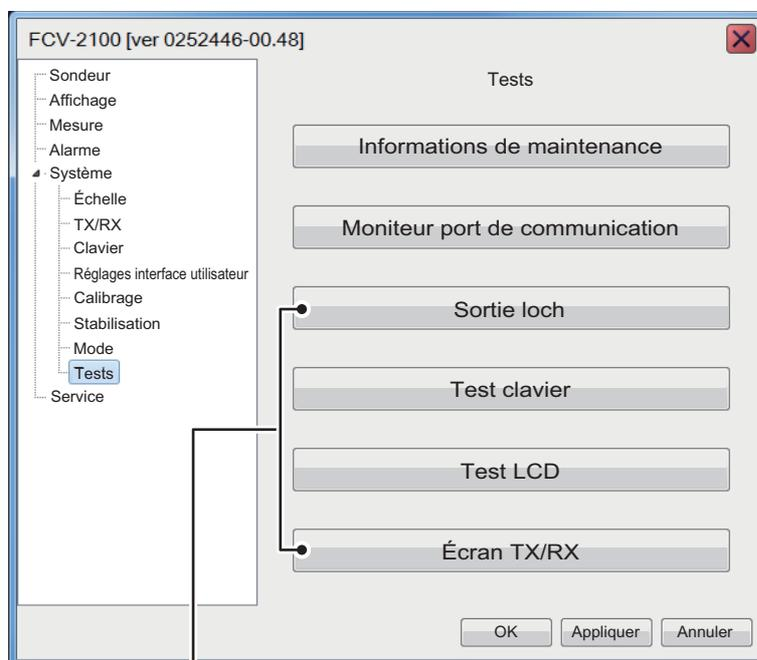 FCV-2100 [ver 0252446-00.48]
Sondeur
Affichage
Mesure
Alarme
Système
Échelle
TX/RX
Clavier
Réglages interface utilisateur
Calibrage
Stabilisation
Mode
Tests
Service
Tests
Informations de maintenance
Moniteur port de communication
Sortie loch
Test clavier
Test LCD
Écran TX/RX
OK
Appliquer
Annuler